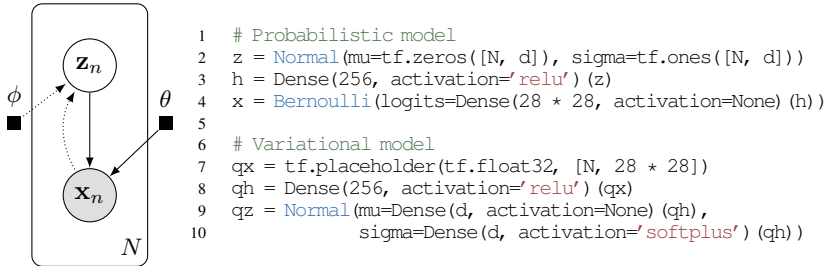 z_n
ϕ
θ
x_n
N
1 # Probabilistic model
2 z = Normal(mu=tf.zeros([N, d]), sigma=tf.ones([N, d]))
3 h = Dense(256, activation='relu')(z)
4 x = Bernoulli(logits=Dense(28 * 28, activation=None)(h))
5
6 # Variational model
7 qx = tf.placeholder(tf.float32, [N, 28 * 28])
8 qh = Dense(256, activation='relu')(qx)
9 qz = Normal(mu=Dense(d, activation=None)(qh),
10 sigma=Dense(d, activation='softplus')(qh))